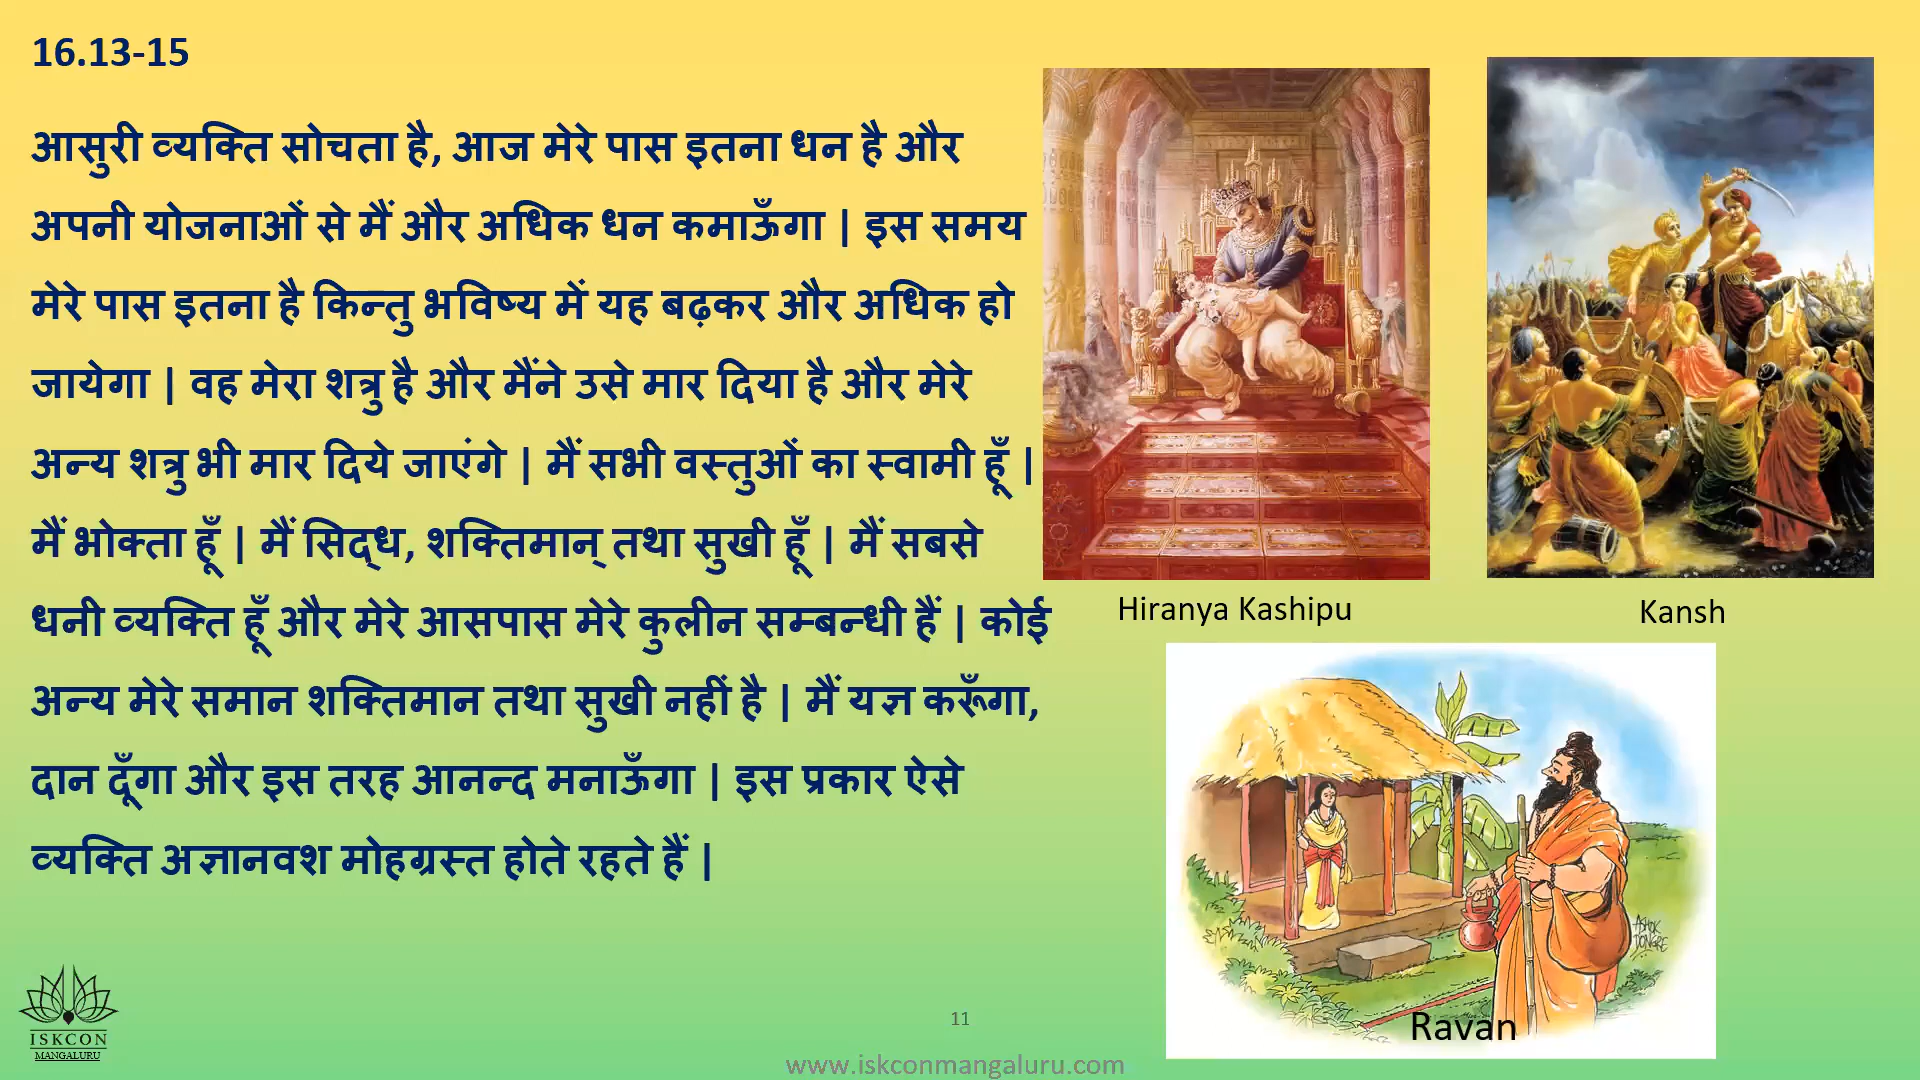 16.13-15
आसुरी व्यक्ति सोचता है, आज मेरे पास इतना धन है और
अपनी योजनाओं से मैं और अधिक धन कमाऊँगा | इस समय
मेरे पास इतना है किन्तु भविष्य में यह बढ़कर और अधिक हो
जायेगा | वह मेरा शत्रु है और मैंने उसे मार दिया है और मेरे
अन्य शत्रु भी मार दिये जाएंगे | मैं सभी वस्तुओं का स्वामी हूँ |
मैं भोक्ता हूँ | मैं सिद्ध, शक्तिमान् तथा सुखी हूँ | मैं सबसे
धनी व्यक्ति हूँ और मेरे आसपास मेरे कुलीन सम्बन्धी हैं | कोई
अन्य मेरे समान शक्तिमान तथा सुखी नहीं है | मैं यज्ञ करूँगा,
दान दूँगा और इस तरह आनन्द मनाऊँगा | इस प्रकार ऐसे
व्यक्ति अज्ञानवश मोहग्रस्त होते रहते हैं |
Hiranya Kashipu
Kansh
ASHOK
DONGRE
Ravan
ISKCON
MANGALURU
11
www.iskconmangaluru.com